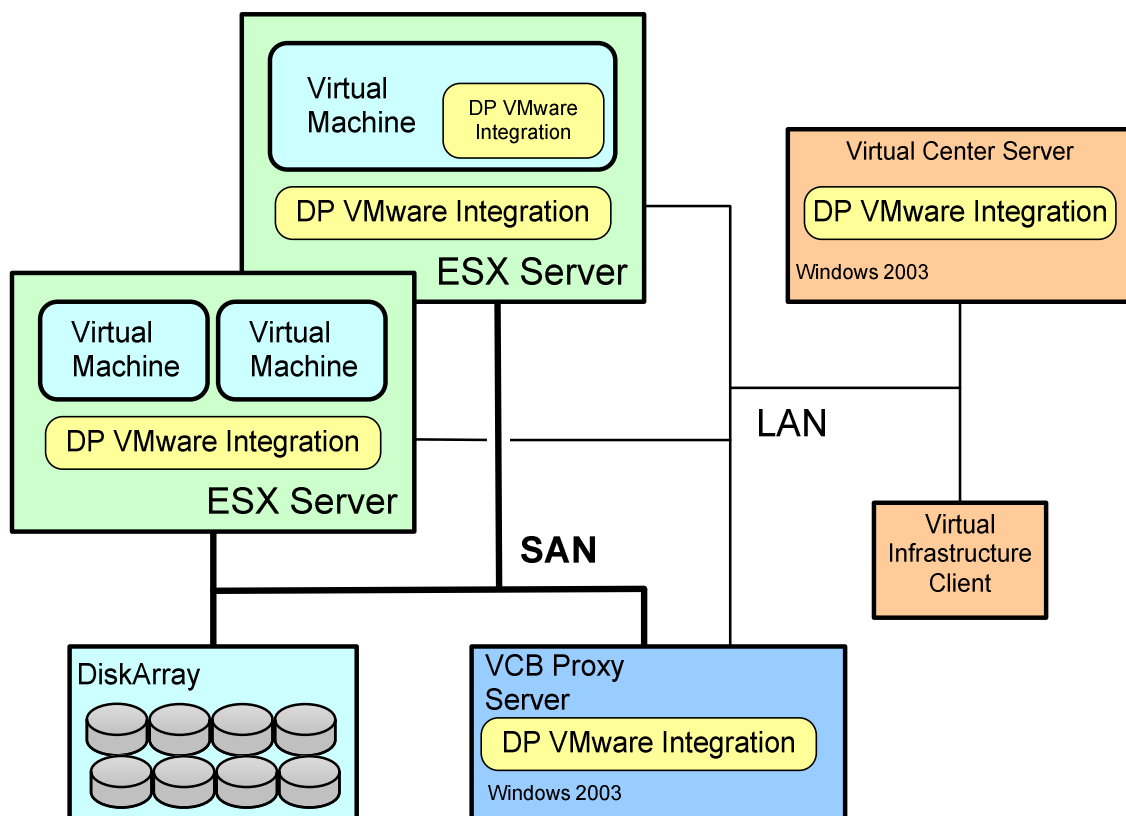 Virtual
Machine
DP VMware
Integration
DP VMware Integration
ESX Server
Virtual Center Server
DP VMware Integration
Windows 2003
Virtual
Machine
Virtual
Machine
DP VMware Integration
ESX Server
LAN
SAN
Virtual
Infrastructure
Client
DiskArray
VCB Proxy
Server
DP VMware Integration
Windows 2003